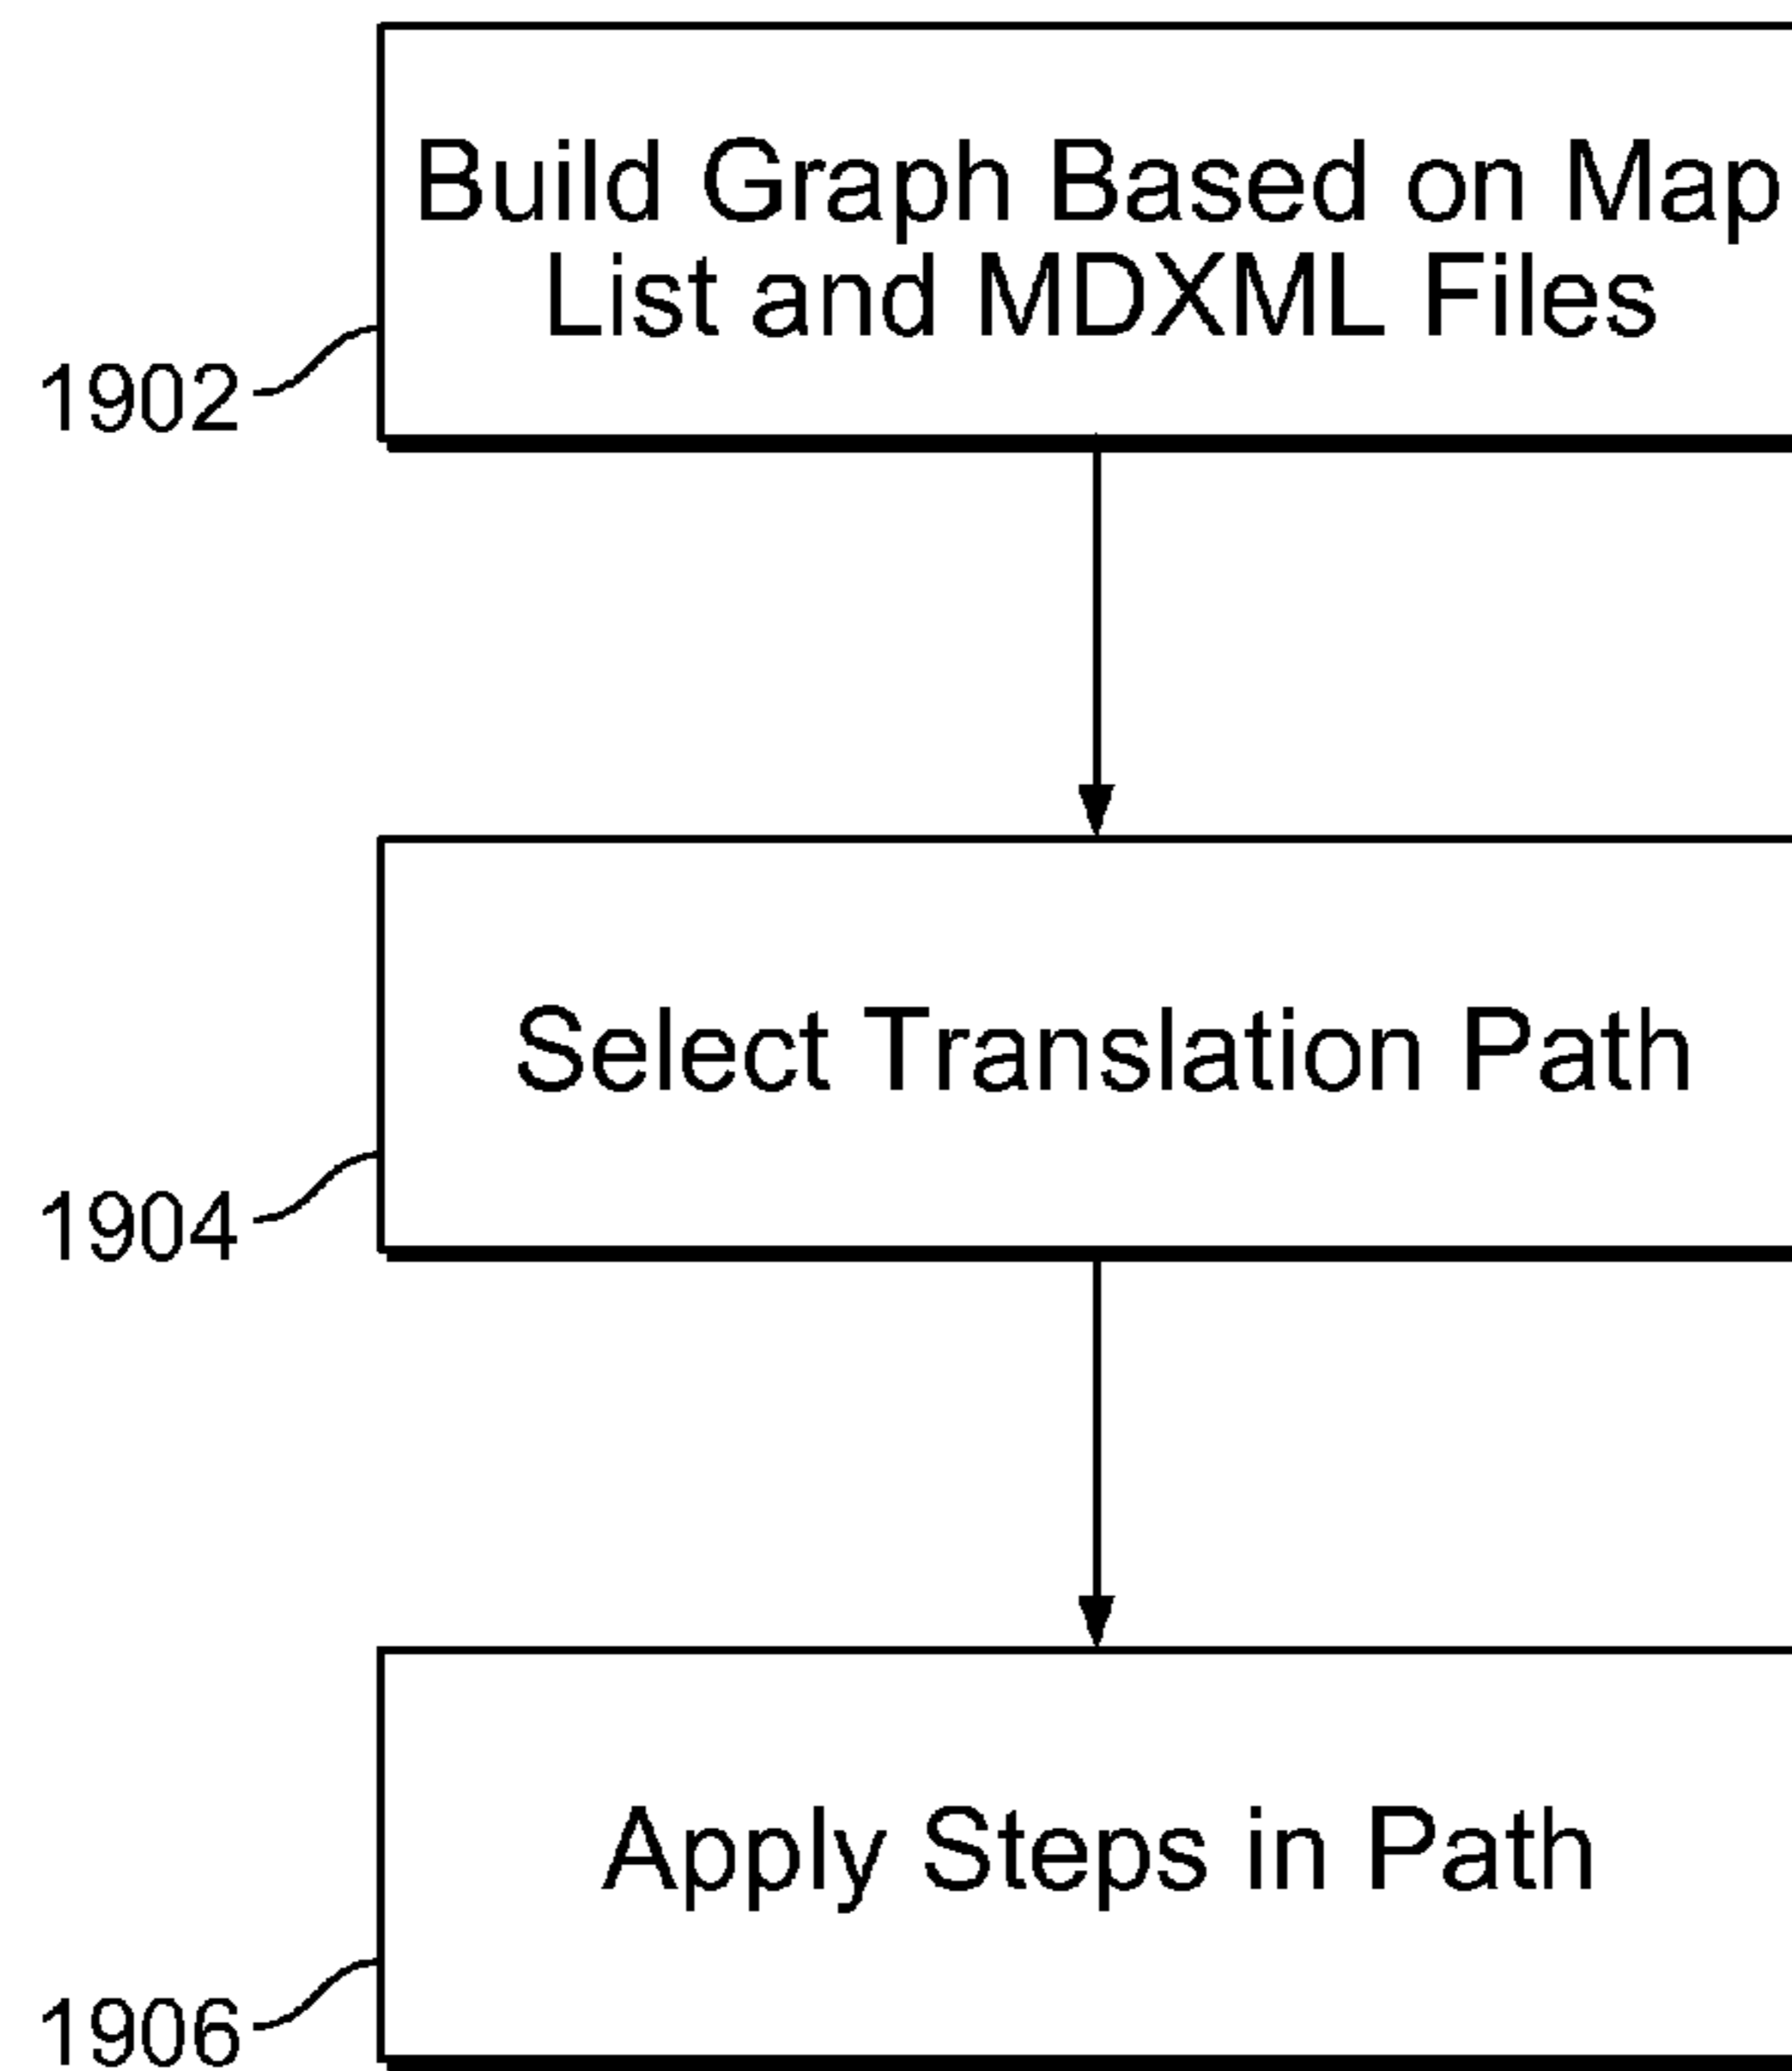 Build Graph Based on Map
List and MDXML Files
1902
Select Translation Path
1904
Apply Steps in Path
1906